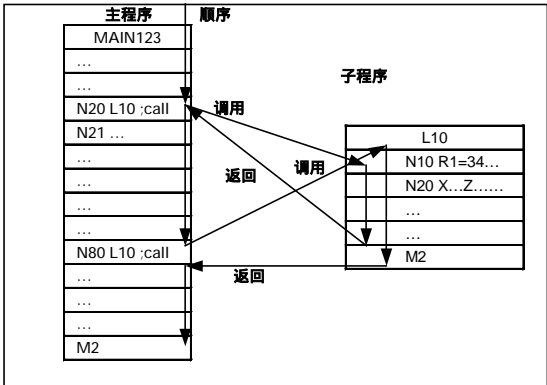 主程序
顺序
MAIN123
…
…
N20 L10 ;call
N21 …
…
…
…
…
N80 L10 ;call
…
…
…
M2
调用
返回
调用
返回
子程序
L10
N10 R1=34…
N20 X…Z……
…
…
M2